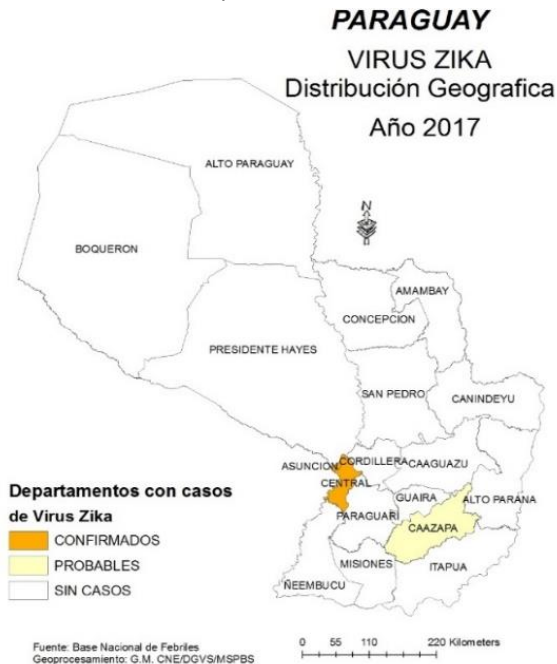 PARAGUAY
VIRUS ZIKA
Distribución Geografica
Año 2017
ALTO PARAGUAY
N
BOQUERON
AMAMBAY
CONCEPCION
PRESIDENTE HAYES
SAN PEDRO
CANINDEYU
ASUNCION
CORDILLERA
CAAGUAZU
CENTRAL
GUAIRA
ALTO PARANA
PARAGUARI
CAAZAPA
MISIONES
ITAPUA
ÑEEMBUCU
Departamentos con casos
de Virus Zika
CONFIRMADOS
PROBABLES
SIN CASOS
0 55 110 220 Kilometers
Fuente: Base Nacional de Febriles
Geoprocesamiento: G.M. CNE/DGVS/MSPBS